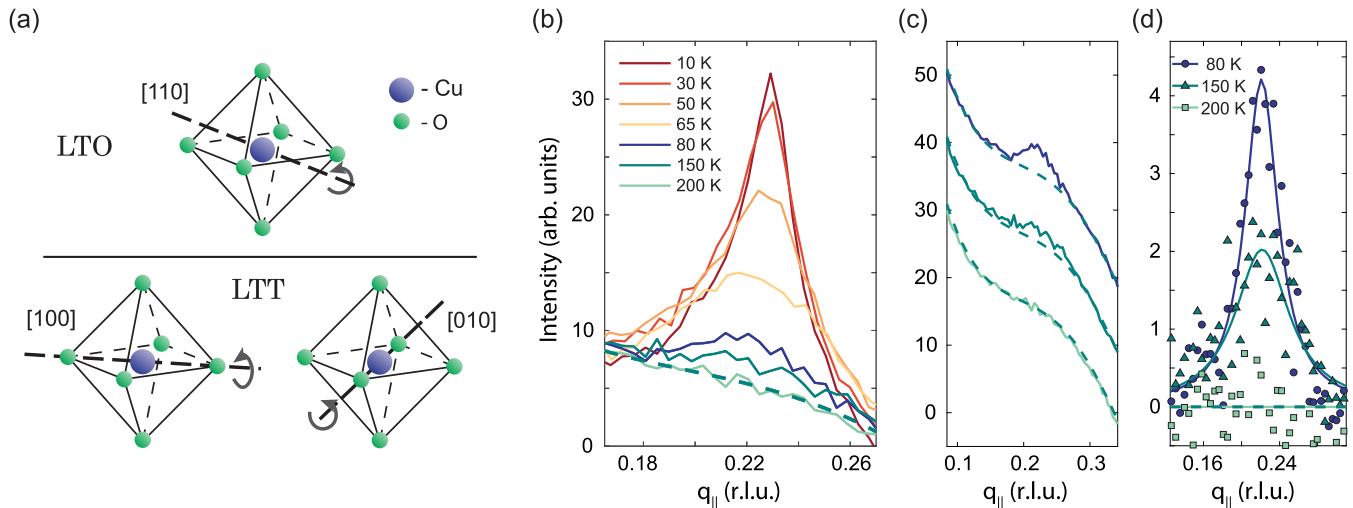 (a)
[110]
LTO
- Cu
- O
LTT
[100]
[010]
(b)
Intensity (arb. units)
30
20
10
0
10 K
30 K
50 K
65 K
80 K
150 K
200 K
0.18
0.22
0.26
q|| (r.l.u.)
(c)
50
40
30
20
10
0
0.1
0.2
0.3
q|| (r.l.u.)
(d)
80 K
150 K
200 K
4
3
2
1
0
0.16
0.24
q|| (r.l.u.)